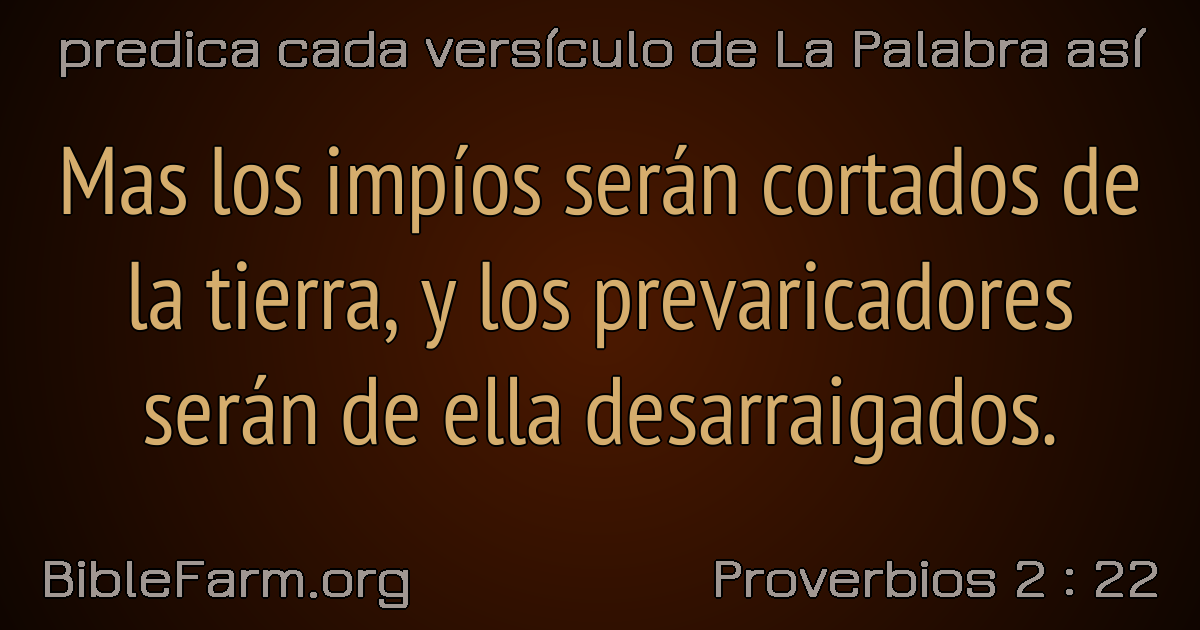 predica cada versículo de La Palabra así
Mas los impíos serán cortados de
la tierra, y los prevaricadores
serán de ella desarraigados.
BibleFarm.org
Proverbios 2 : 22